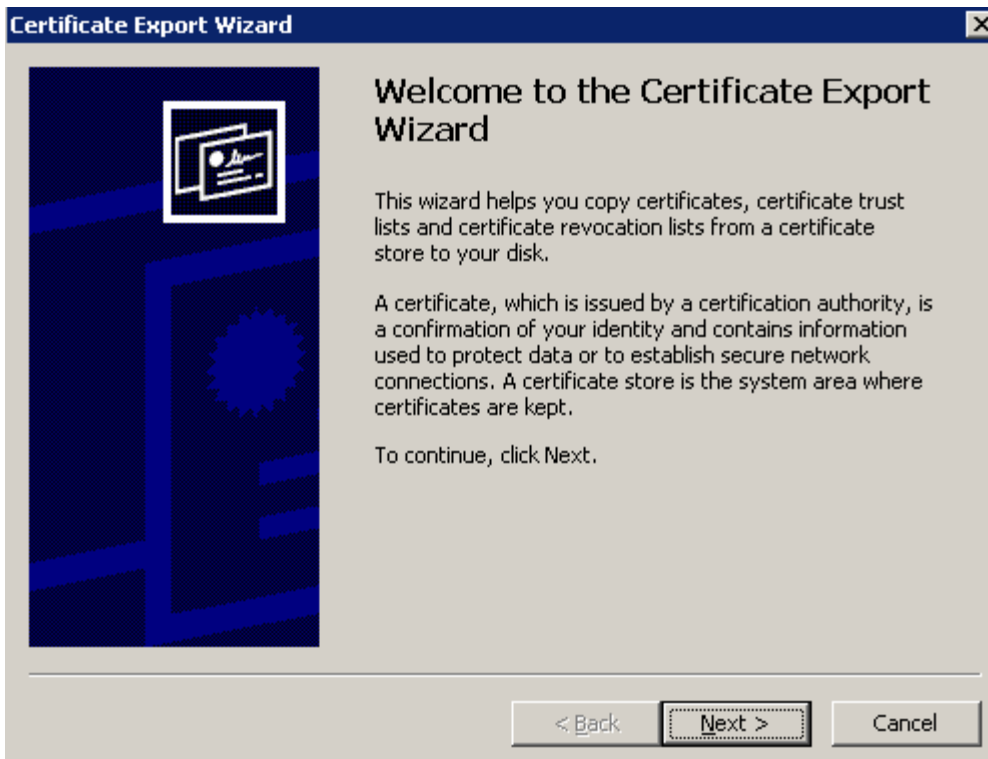 Certificate Export Wizard
Welcome to the Certificate Export
Wizard
This wizard helps you copy certificates, certificate trust
lists and certificate revocation lists from a certificate
store to your disk.
A certificate, which is issued by a certification authority, is
a confirmation of your identity and contains information
used to protect data or to establish secure network
connections. A certificate store is the system area where
certificates are kept.
To continue, click Next.
< Back
Next >
Cancel